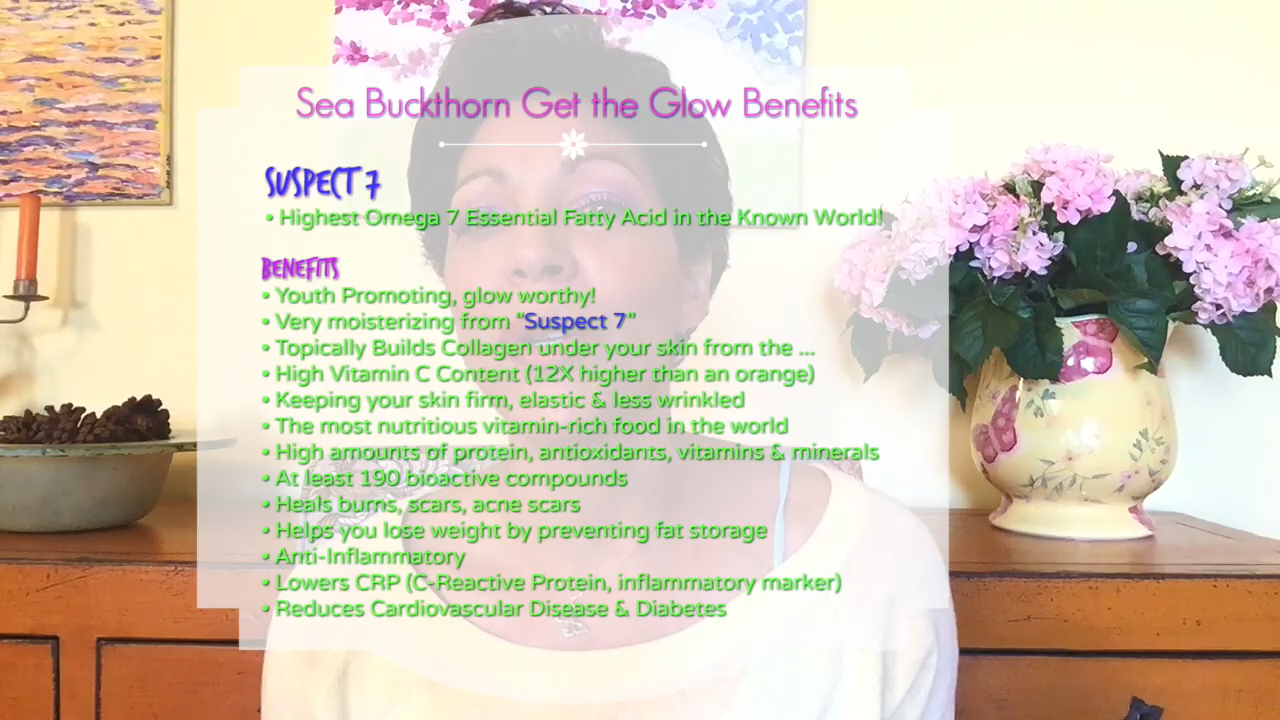 Sea Buckthorn Get the Glow Benefits
SUSPECT 7
• Highest Omega 7 Essential Fatty Acid in the Known World!
BENEFITS
• Youth Promoting, glow worthy!
• Very moisterizing from "Suspect 7"
• Topically Builds Collagen under your skin from the ...
• High Vitamin C Content (12X higher than an orange)
• Keeping your skin firm, elastic & less wrinkled
• The most nutritious vitamin-rich food in the world
• High amounts of protein, antioxidants, vitamins & minerals
• At least 190 bioactive compounds
• Heals burns, scars, acne scars
• Helps you lose weight by preventing fat storage
• Anti-Inflammatory
• Lowers CRP (C-Reactive Protein, inflammatory marker)
• Reduces Cardiovascular Disease & Diabetes